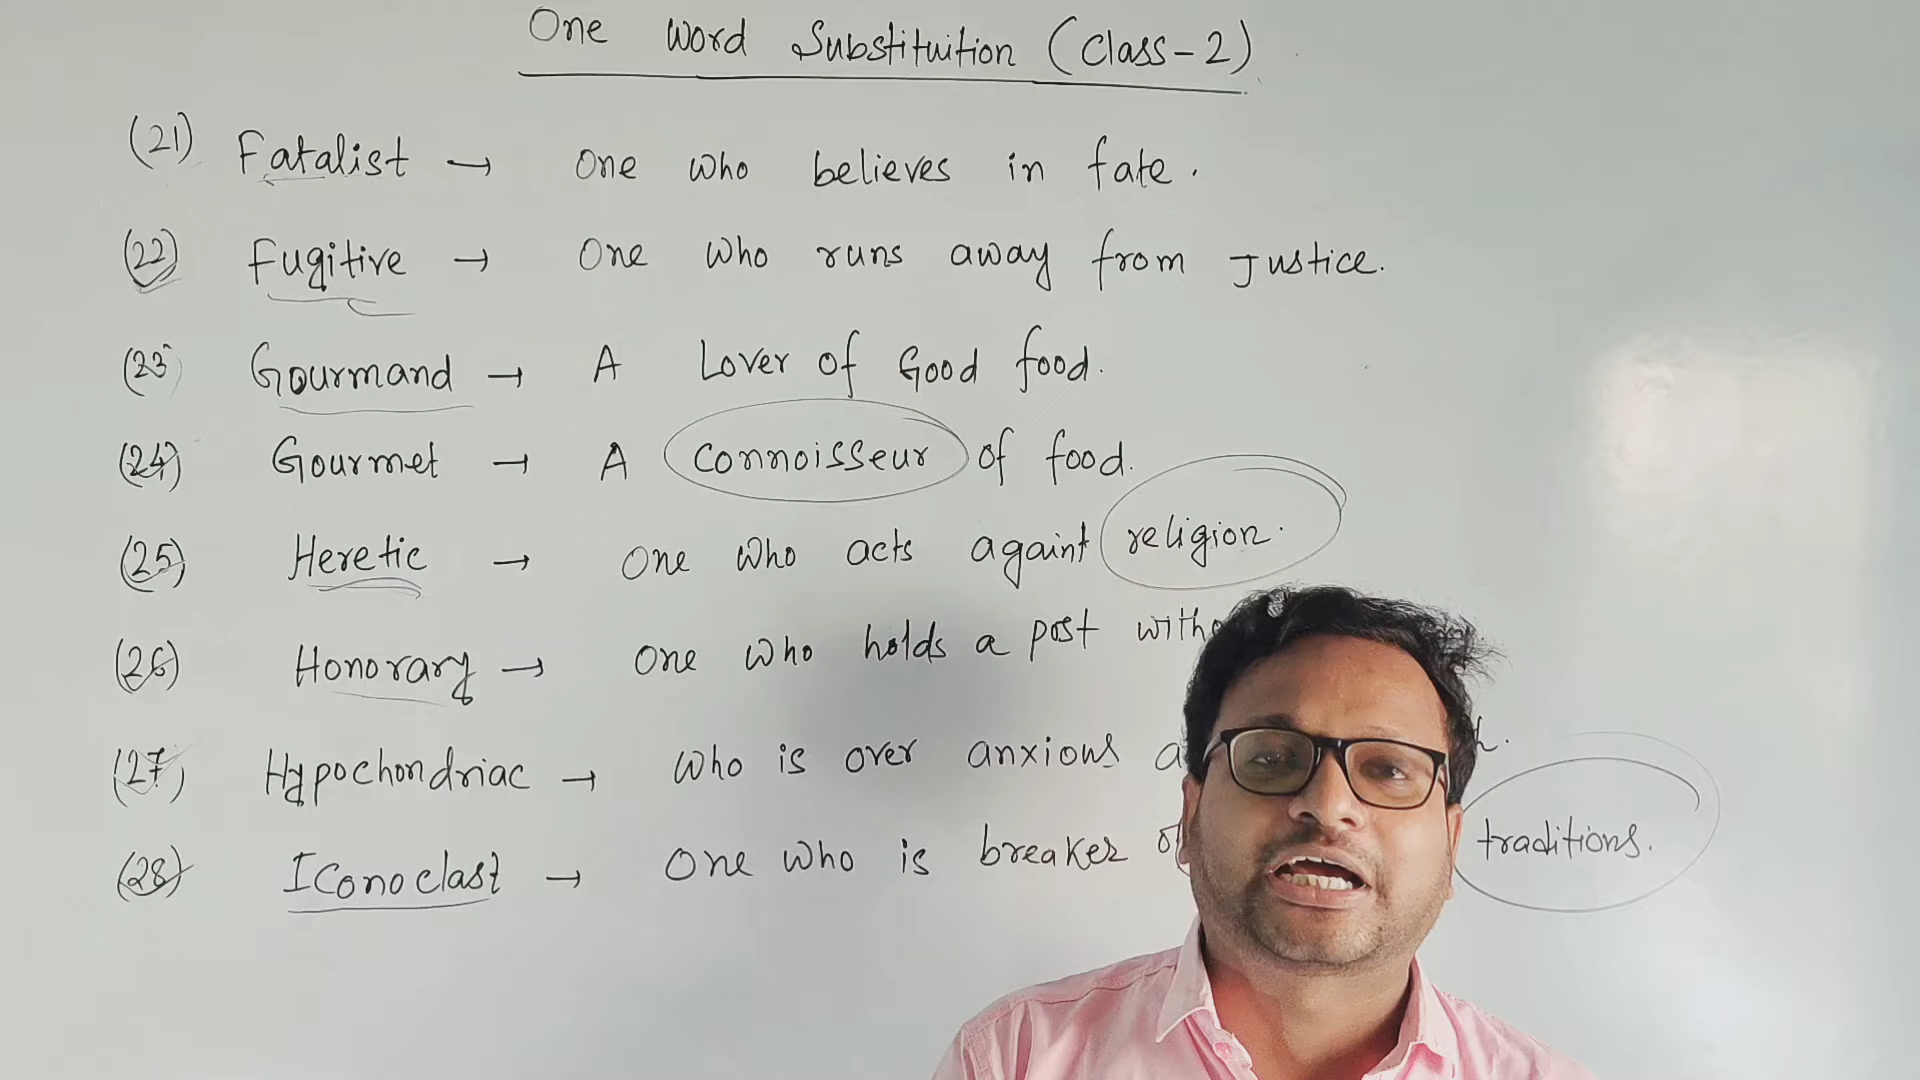 One Word Substituition (Class-2)
(21) Fatalist → One who believes in fate.
(22) Fugitive → One who runs away from Justice.
(23) Gourmand → A Lover of Good food.
(24) Gourmet → A Connoisseur of food.
(25) Heretic → One who acts againt religion.
(26) Honorary → One who holds a post
(27) Hypochondriac → Who is over anxious
(28) Iconoclast → One who is breaker traditions.